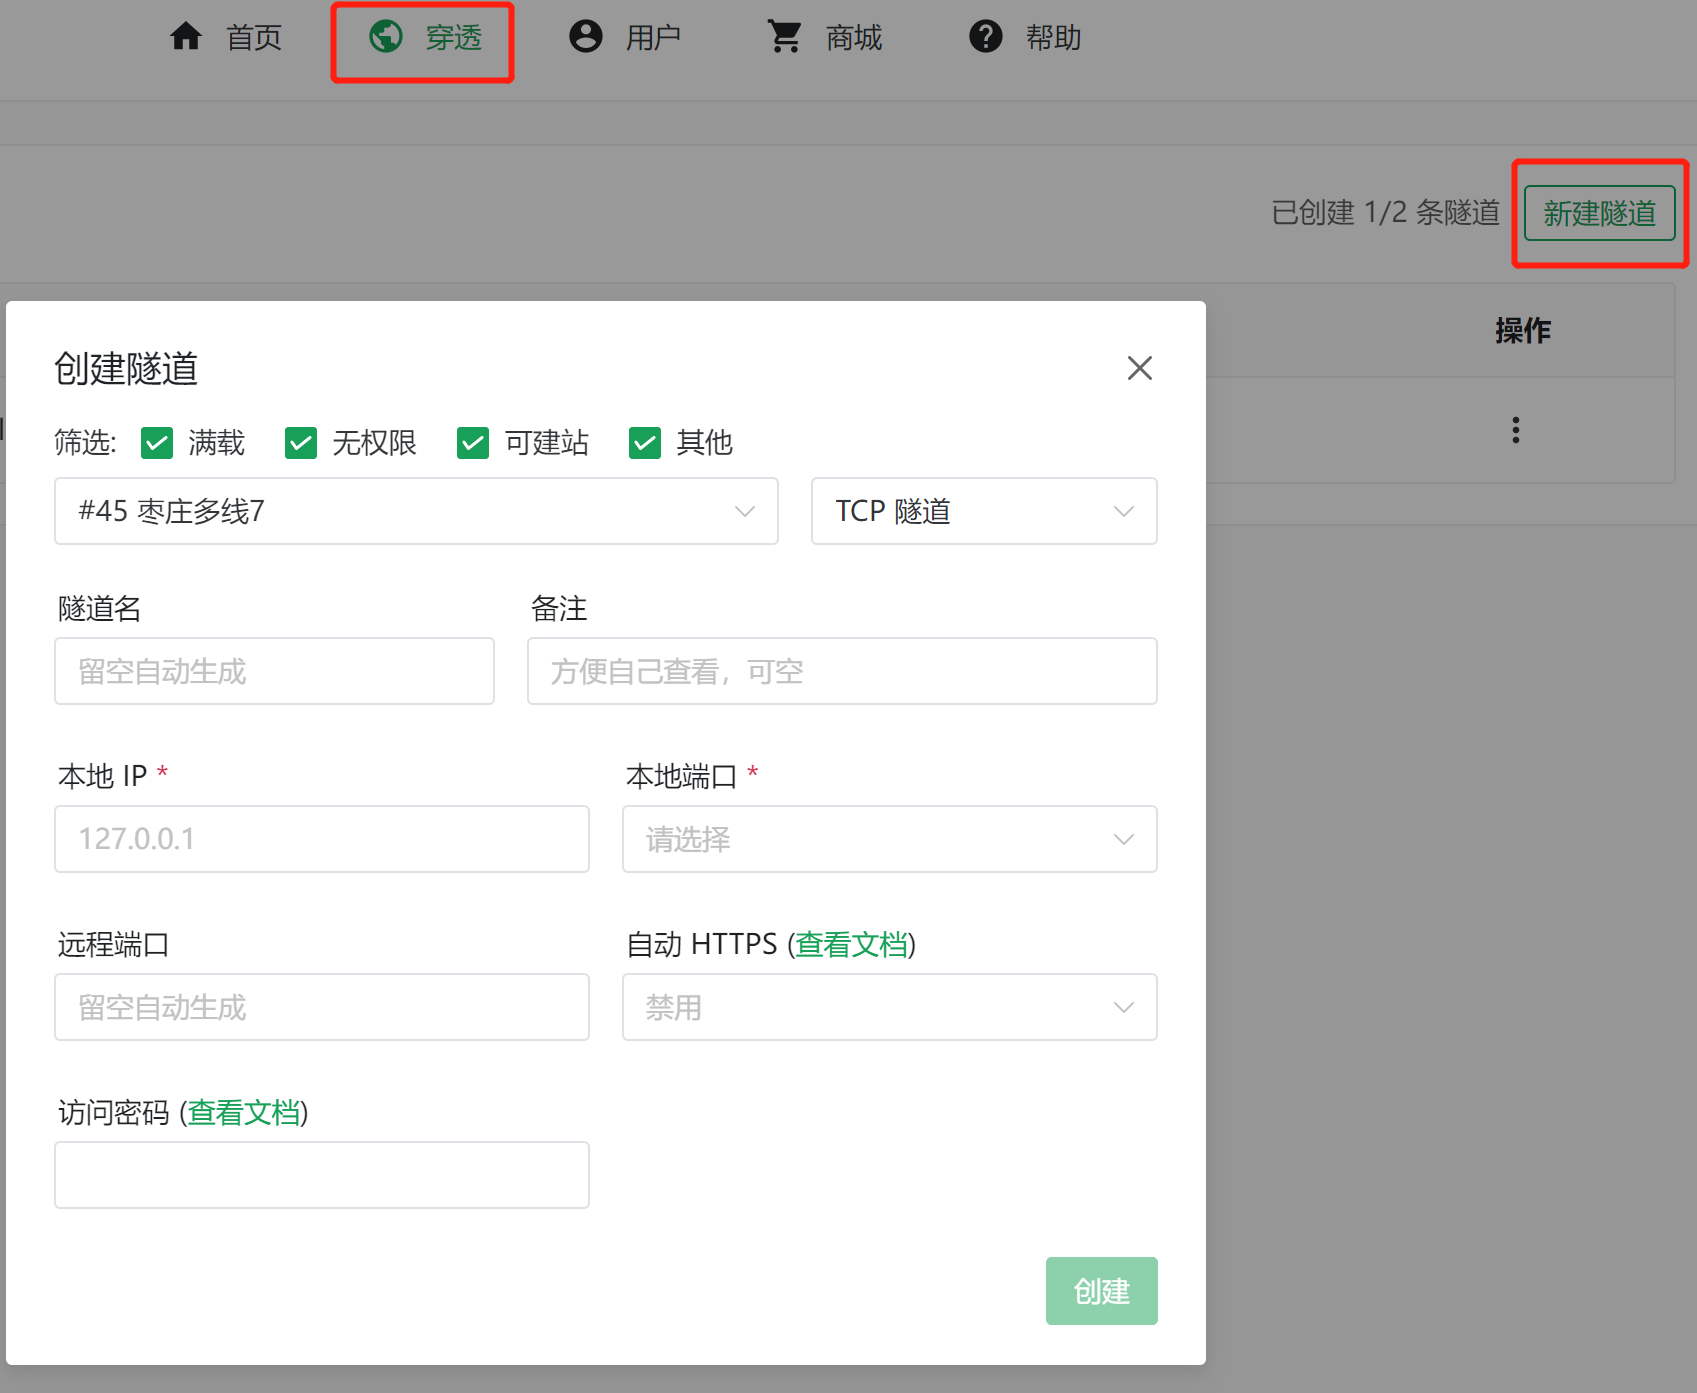 首页 穿透 用户 商城 帮助
已创建 1/2 条隧道 新建隧道
操作
创建隧道
筛选: 满载 无权限 可建站 其他
#45 枣庄多线7 TCP 隧道
隧道名 备注
留空自动生成 方便自己查看，可空
本地 IP * 本地端口 *
127.0.0.1 请选择
远程端口 自动 HTTPS (查看文档)
留空自动生成 禁用
访问密码 (查看文档)
创建